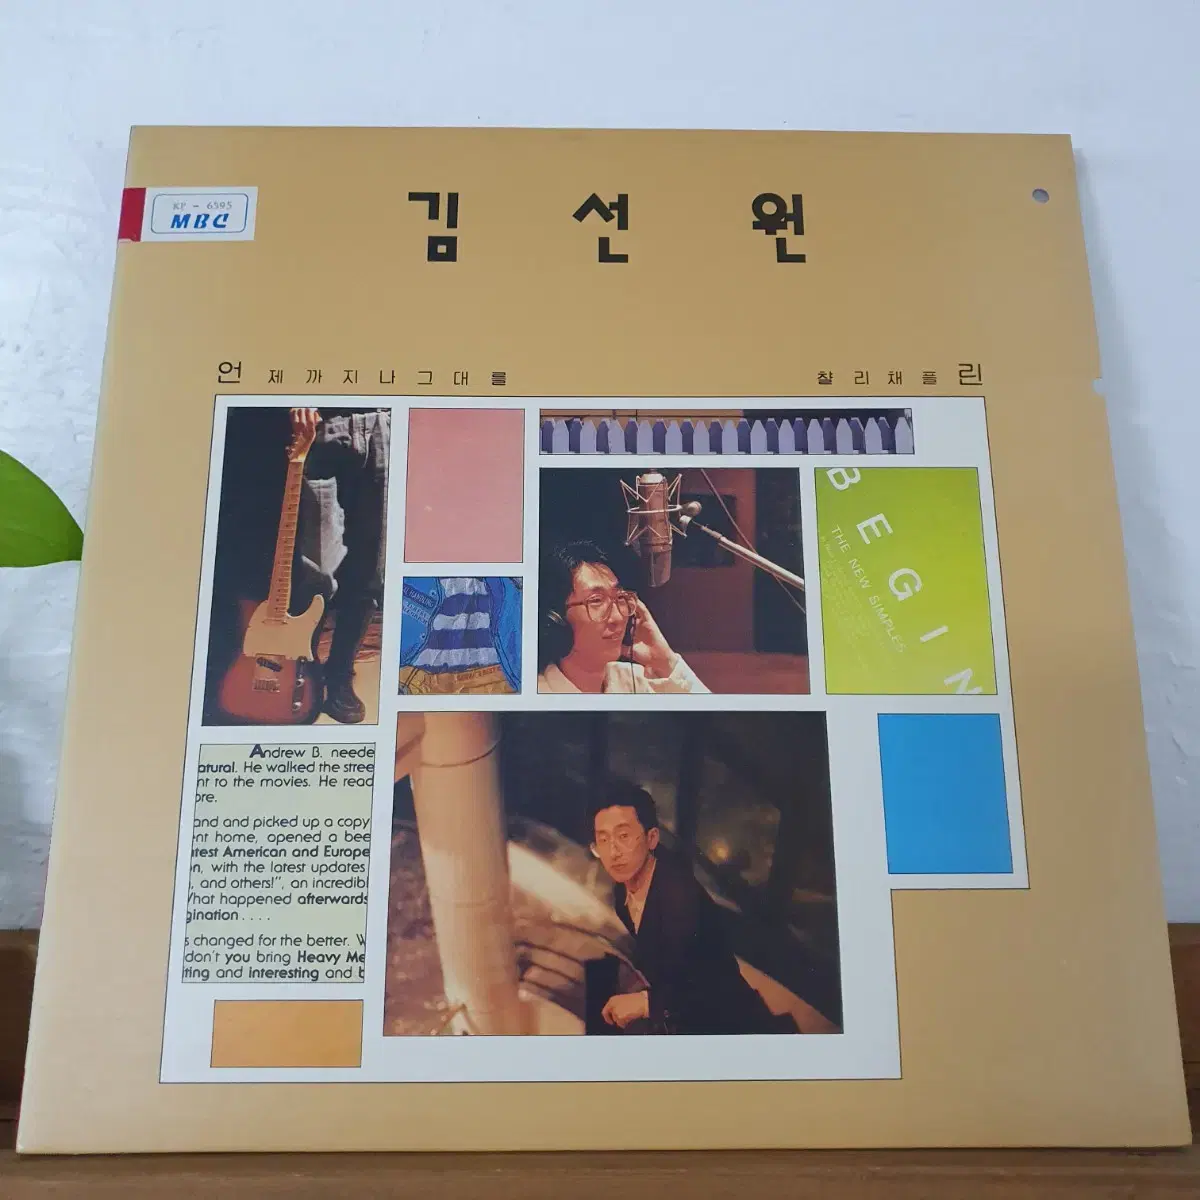 KP - 6595
MBC
김선원
언제까지나그대를
챨리채플린
BEGIN
THE NEW SIMPLES
Andrew B. neede
atural. He walked the stree
nt to the movies. He read
ore.
and and picked up a copy
ent home, opened a bee
test American and Europe
n, with the latest updates
, and others!", an incredibl
What happened afterwards
gination . . . .
s changed for the better. W
don't you bring Heavy Me
ting and interesting and b